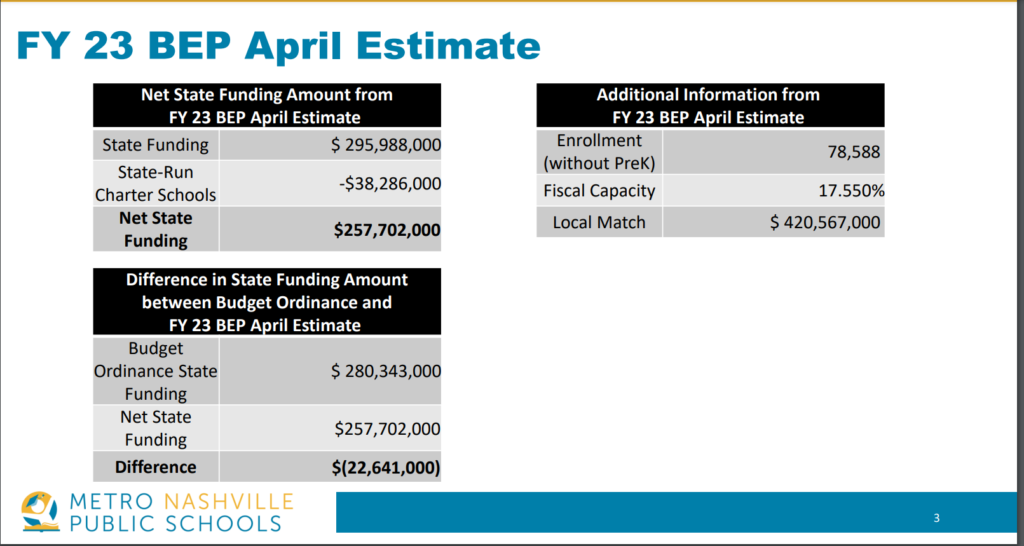 FY 23 BEP April Estimate
Net State Funding Amount from
FY 23 BEP April Estimate
State Funding $ 295,988,000
State-Run
Charter Schools -$38,286,000
Net State
Funding $257,702,000
Difference in State Funding Amount
between Budget Ordinance and
FY 23 BEP April Estimate
Budget
Ordinance State $ 280,343,000
Funding
Net State
Funding $257,702,000
Difference $(22,641,000)
Additional Information from
FY 23 BEP April Estimate
Enrollment
(without PreK) 78,588
Fiscal Capacity 17.550%
Local Match $ 420,567,000
METRO NASHVILLE
PUBLIC SCHOOLS
3